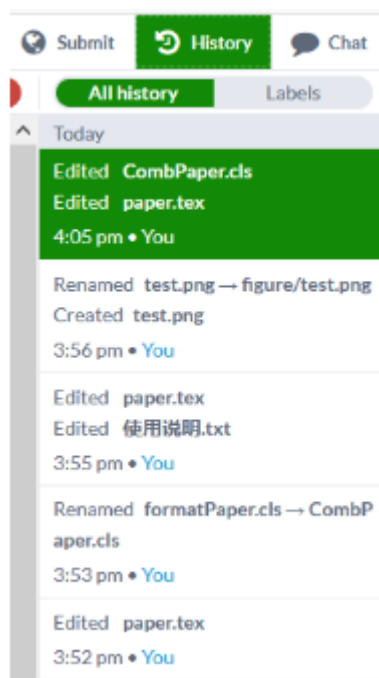 Submit History Chat
All history Labels
Today
Edited CombPaper.cls
Edited paper.tex
4:05 pm • You
Renamed test.png → figure/test.png
Created test.png
3:56 pm • You
Edited paper.tex
Edited 使用说明.txt
3:55 pm • You
Renamed formatPaper.cls → CombP
aper.cls
3:53 pm • You
Edited paper.tex
3:52 pm • You